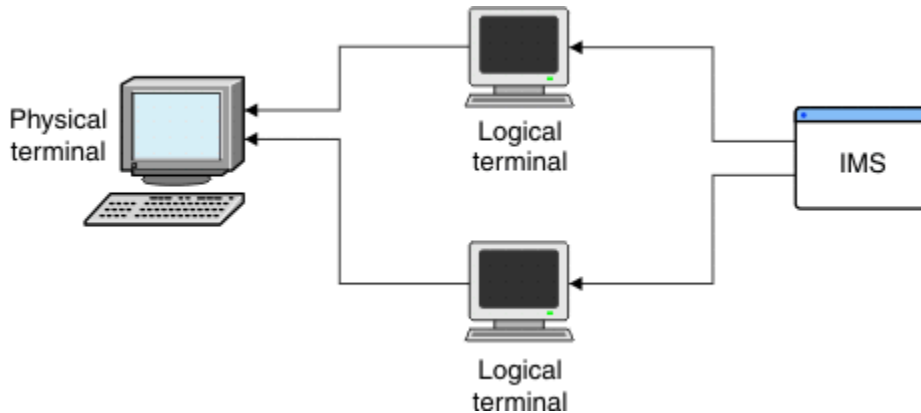 Physical
terminal
Logical
terminal
IMS
Logical
terminal